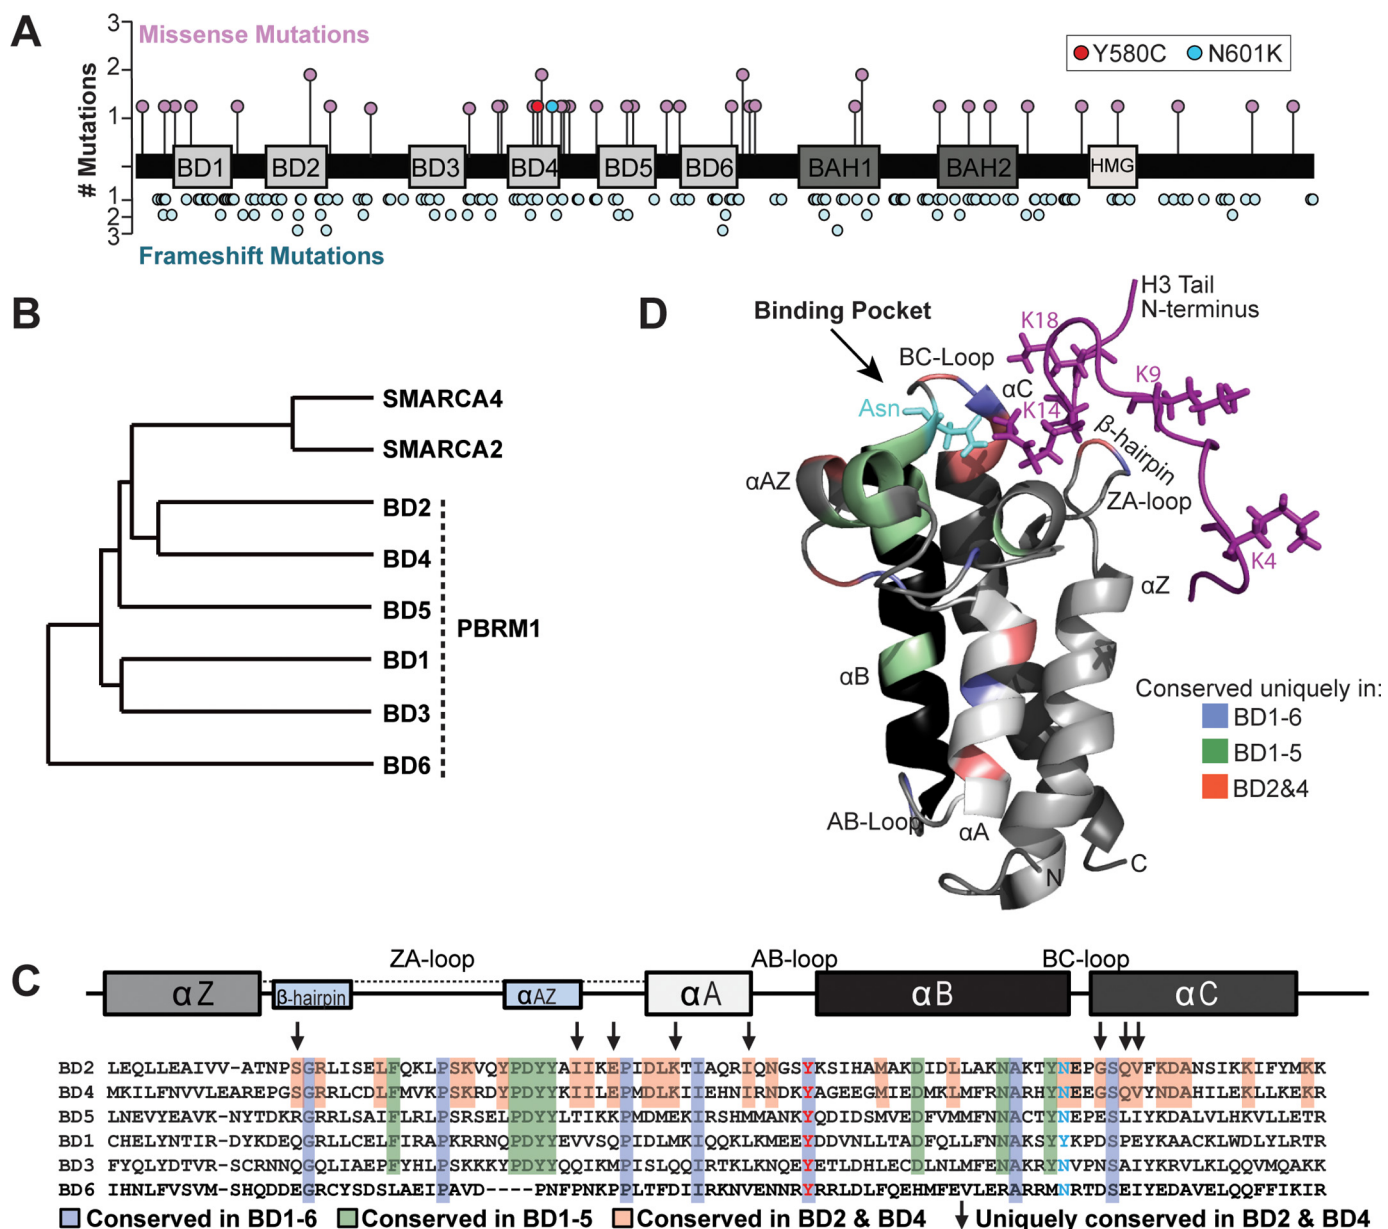 A
3
Missense Mutations
2
1
# Mutations
Y580C
N601K
BD1
BD2
BD3
BD4
BD5
BD6
BAH1
BAH2
HMG
1
2
3
Frameshift Mutations
B
SMARCA4
SMARCA2
BD2
BD4
BD5
BD1
BD3
BD6
PBRM1
D
Binding Pocket
H3 Tail
N-terminus
K18
BC-Loop
αC
K9
Asn
K14
β-hairpin
αAZ
ZA-loop
K4
αZ
αB
AB-Loop
αA
N
C
Conserved uniquely in:
BD1-6
BD1-5
BD2&4
C
ZA-loop
AB-loop
BC-loop
αZ
β-hairpin
αAZ
αA
αB
αC
BD2 LEQLLEAIVV-ATNPSGRLISELFQKLPSKVQYPDYYAIIKEPIDLKTIAQRIQNGSYKSIHAMAKDIDLLAKNAKTYNEPGSQVFKDANSIKKIFYMKK
BD4 MKILFNVVLEAREPGSGRRLCDLFMVKPSKRDYPDYYKIILEPMDLKIIEHNIRNDKYAGEEGMIEDMKLMFRNARHYNEEGSQVYNDAHILEKLLKEKR
BD5 LNEVYEAVK-NYTDKRGRRLSAIFLRLPSRSELPDYYLTIKKPMDMEKIRSHMMANKYQDIDSMVEDFVMMFNNACTYNEPESLIYKDALVLHKVLLETR
BD1 CHELYNTIR-DYKDEQGRLLCELFIRAPKRRNQPDYYEVVSQPIDLMKIQQKLKMEEYDDVNLLTADFQLLFNNAKSYYKPDSPEYKAACKLWDLYLRTR
BD3 FYQLYDTVR-SCRNNQGQLIAEPFYHLPSKKKYPDYYQQIKMPISLQQIRTKLKNQEYETLDHLECDLNLMFENAKRYNVPNSAIYKRVLKLQQVMQAKK
BD6 IHNLFVSVM-SHQDDEGRCYSDSLAEIPAVD----PNFPNKPPLTFDIIRKNVENNRYRRLDLFQEHMFEVLERARRMNRTDSEIYEDAVELQQFFIKIR
Conserved in BD1-6
Conserved in BD1-5
Conserved in BD2 & BD4
Uniquely conserved in BD2 & BD4